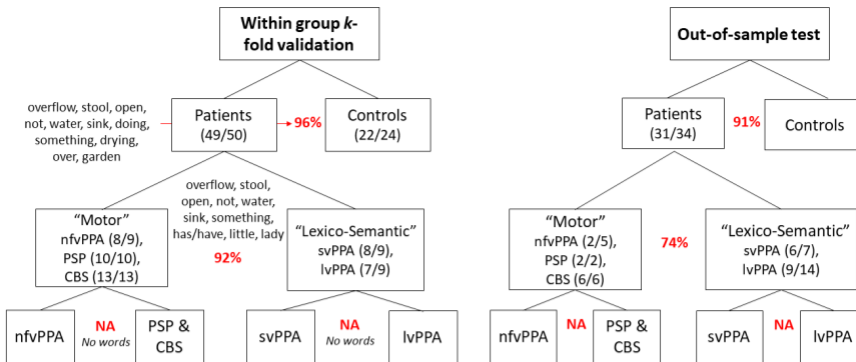 Within group k-
fold validation
overflow, stool, open,
not, water, sink, doing,
something, drying,
over, garden
Patients
(49/50)
96%
Controls
(22/24)
overflow, stool,
open, not, water,
sink, something,
has/have, little, lady
92%
"Motor"
nfvPPA (8/9),
PSP (10/10),
CBS (13/13)
"Lexico-Semantic"
svPPA (8/9),
lvPPA (7/9)
nfvPPA
NA
No words
PSP &
CBS
svPPA
NA
No words
lvPPA
Out-of-sample test
Patients
(31/34)
91%
Controls
"Motor"
nfvPPA (2/5),
PSP (2/2),
CBS (6/6)
74%
"Lexico-Semantic"
svPPA (6/7),
lvPPA (9/14)
nfvPPA
NA
PSP &
CBS
svPPA
NA
lvPPA